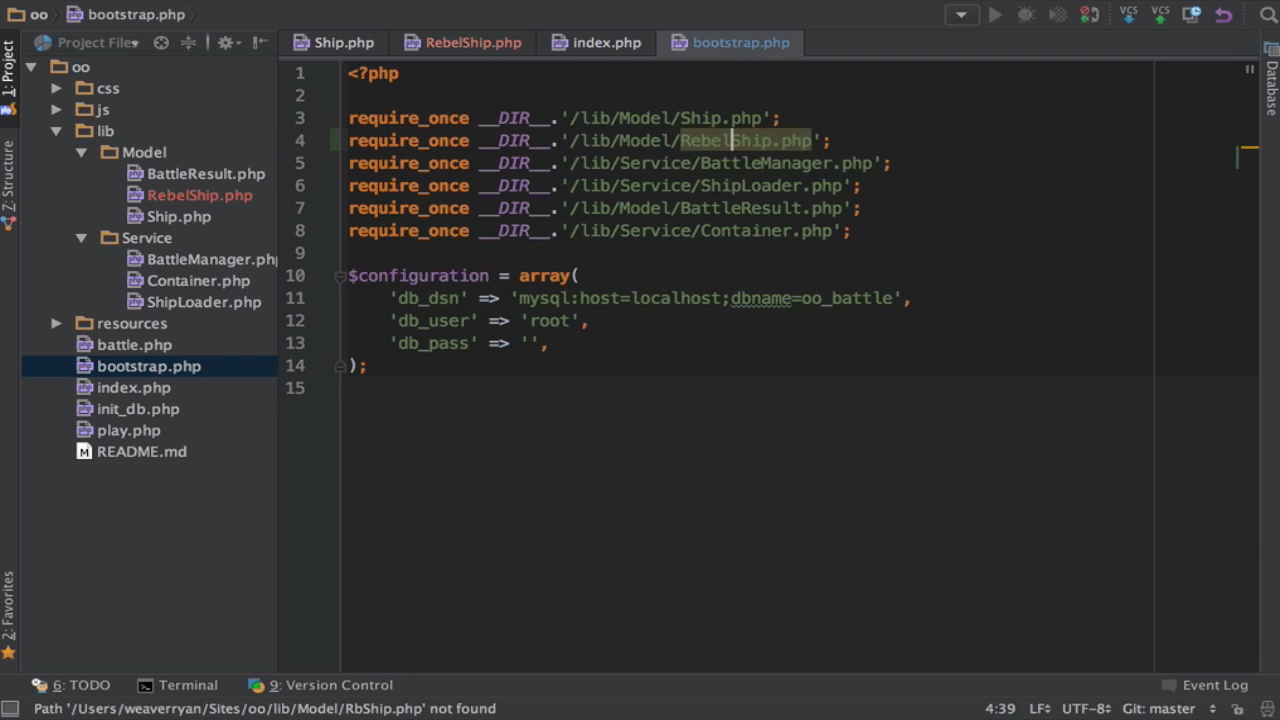 oo
bootstrap.php
Project Files
Ship.php
RebelShip.php
index.php
bootstrap.php
1: Project
Z: Structure
2: Favorites
oo
css
js
lib
Model
BattleResult.php
RebelShip.php
Ship.php
Service
BattleManager.php
Container.php
ShipLoader.php
resources
battle.php
bootstrap.php
index.php
init_db.php
play.php
README.md
1 <?php
2
3 require_once __DIR__.'/lib/Model/Ship.php';
4 require_once __DIR__.'/lib/Model/RebelShip.php';
5 require_once __DIR__.'/lib/Service/BattleManager.php';
6 require_once __DIR__.'/lib/Service/ShipLoader.php';
7 require_once __DIR__.'/lib/Model/BattleResult.php';
8 require_once __DIR__.'/lib/Service/Container.php';
9
10 $configuration = array(
11 'db_dsn' => 'mysql:host=localhost;dbname=oo_battle',
12 'db_user' => 'root',
13 'db_pass' => '',
14 );
15
VCS
VCS
Database
6: TODO
Terminal
9: Version Control
Event Log
Path '/Users/weaverryan/Sites/oo/lib/Model/RbShip.php' not found
4:39
LF
UTF-8
Git: master